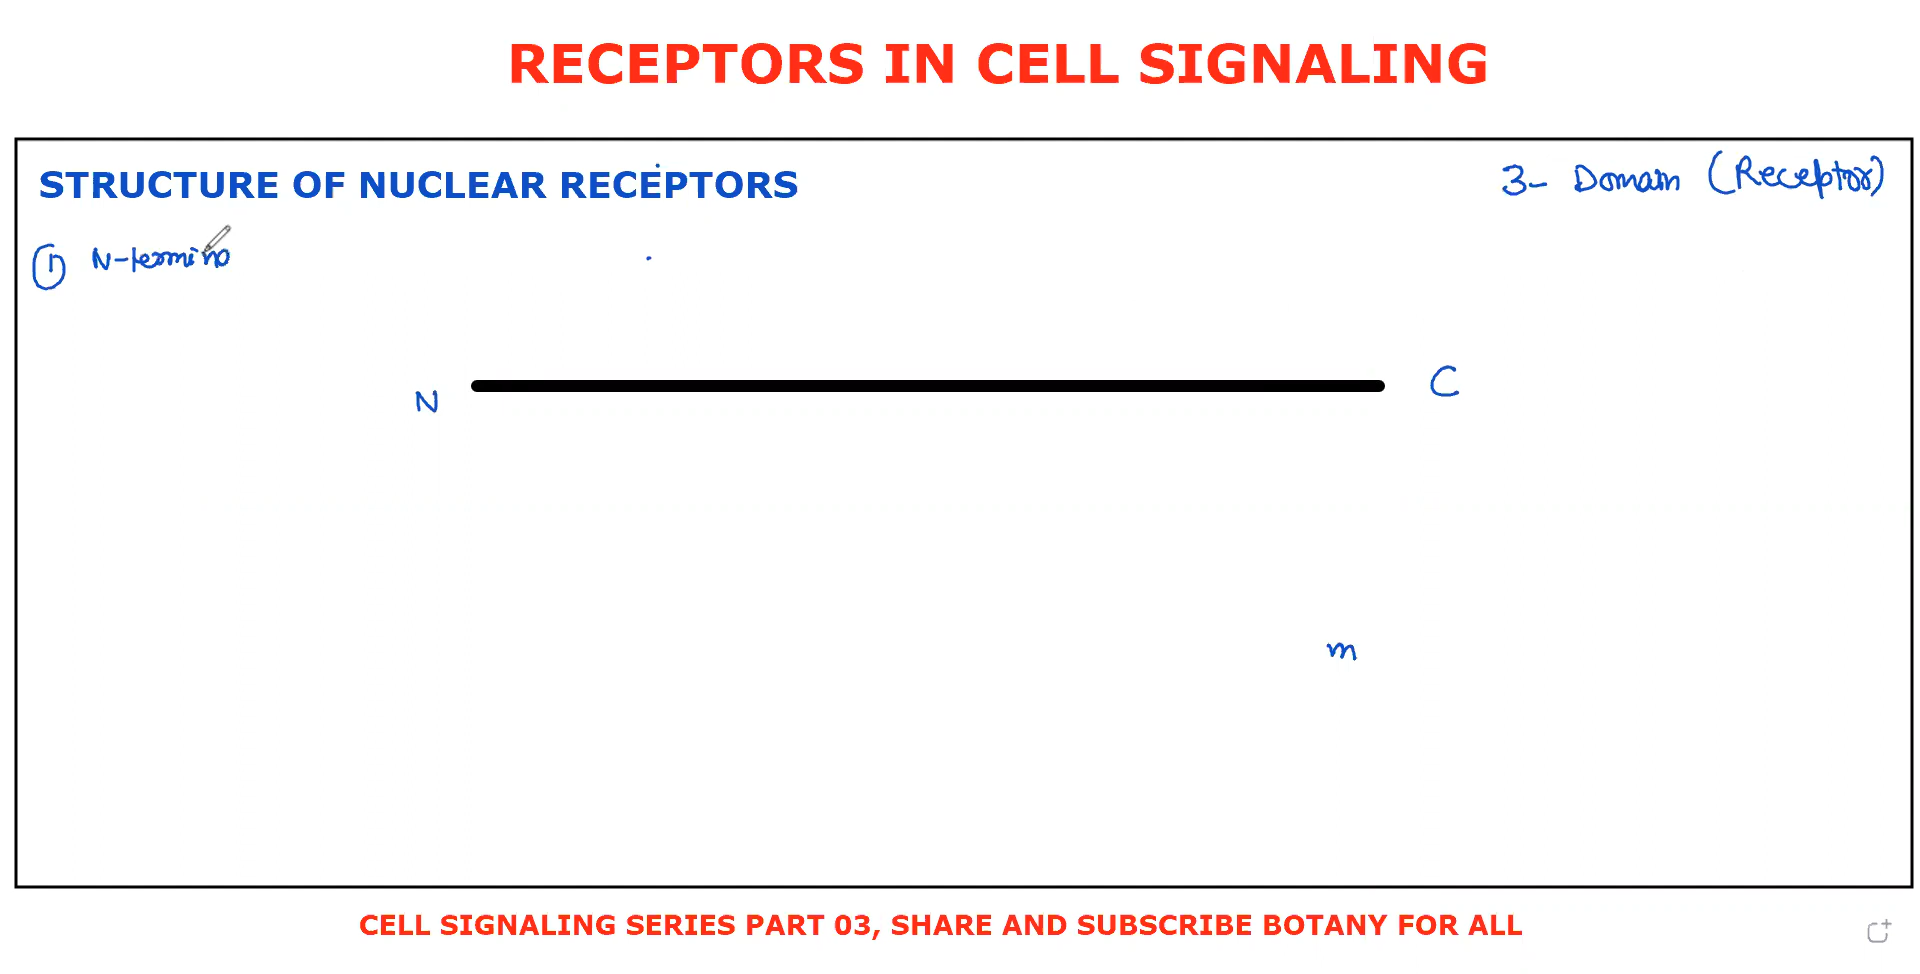 RECEPTORS IN CELL SIGNALING
STRUCTURE OF NUCLEAR RECEPTORS
3- Domain (Receptor)
① N-termino
N
C
m
CELL SIGNALING SERIES PART 03, SHARE AND SUBSCRIBE BOTANY FOR ALL